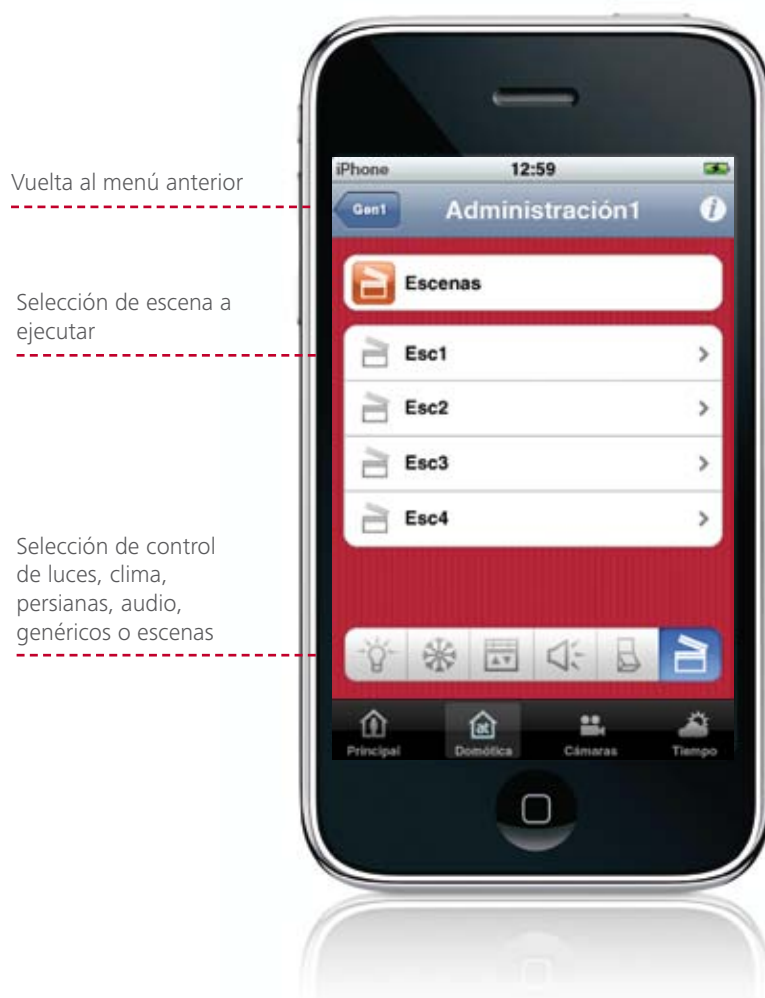 Vuelta al menú anterior
Selección de escena a
ejecutar
Selección de control
de luces, clima,
persianas, audio,
genéricos o escenas
iPhone 12:59
Gen1 Administración1 i
Escenas
Esc1
Esc2
Esc3
Esc4
at
Principal Domótica Cámaras Tiempo